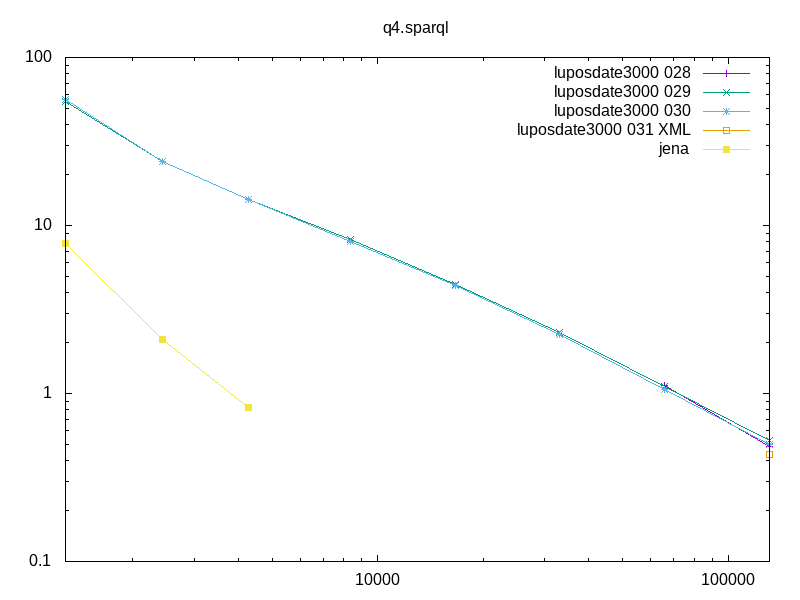 q4.sparql
100
10
1
0.1
10000
100000
luposdate3000 028
luposdate3000 029
luposdate3000 030
luposdate3000 031 XML
jena